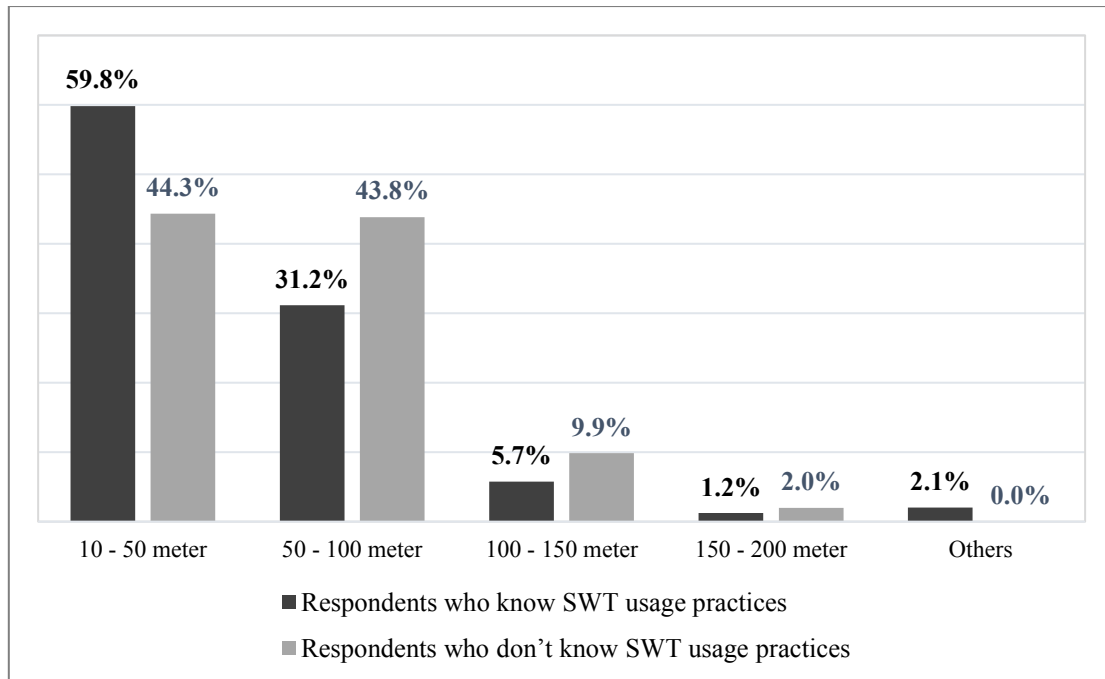 59.8%
44.3%
43.8%
31.2%
5.7%
9.9%
1.2%
2.0%
2.1%
0.0%
10 - 50 meter
50 - 100 meter
100 - 150 meter
150 - 200 meter
Others
Respondents who know SWT usage practices
Respondents who don’t know SWT usage practices